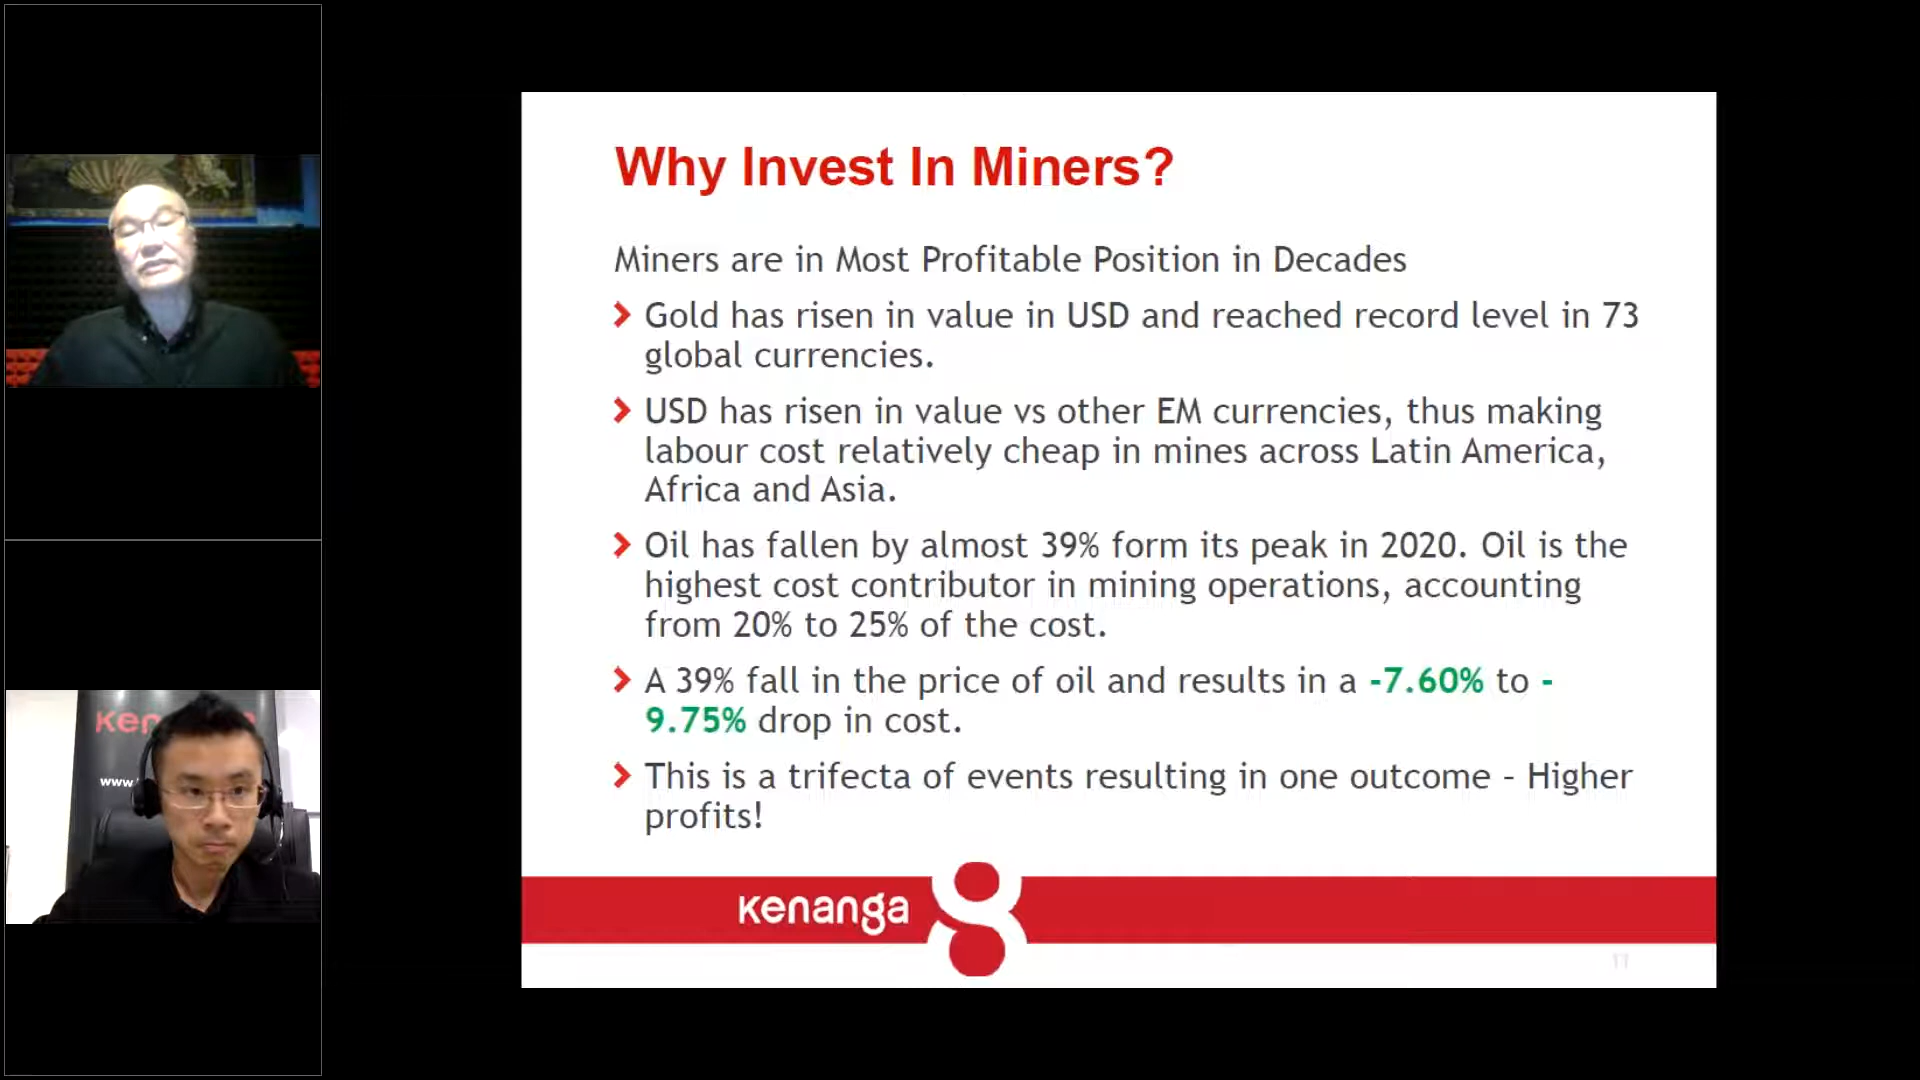 Why Invest In Miners?
Miners are in Most Profitable Position in Decades
Gold has risen in value in USD and reached record level in 73
global currencies.
USD has risen in value vs other EM currencies, thus making
labour cost relatively cheap in mines across Latin America,
Africa and Asia.
Oil has fallen by almost 39% form its peak in 2020. Oil is the
highest cost contributor in mining operations, accounting
from 20% to 25% of the cost.
A 39% fall in the price of oil and results in a -7.60% to -
9.75% drop in cost.
This is a trifecta of events resulting in one outcome – Higher
profits!
kenanga
www.